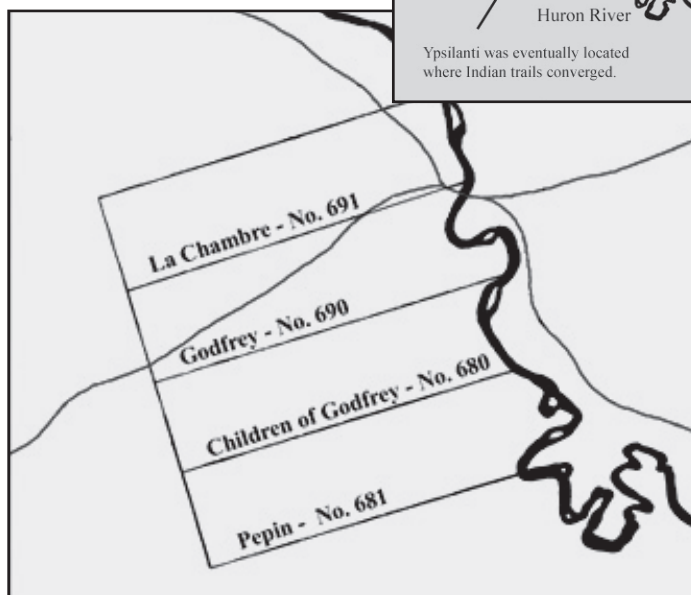 Huron River
Ypsilanti was eventually located
where Indian trails converged.
La Chambre - No. 691
Godfrey - No. 690
Children of Godfrey - No. 680
Pepin - No. 681